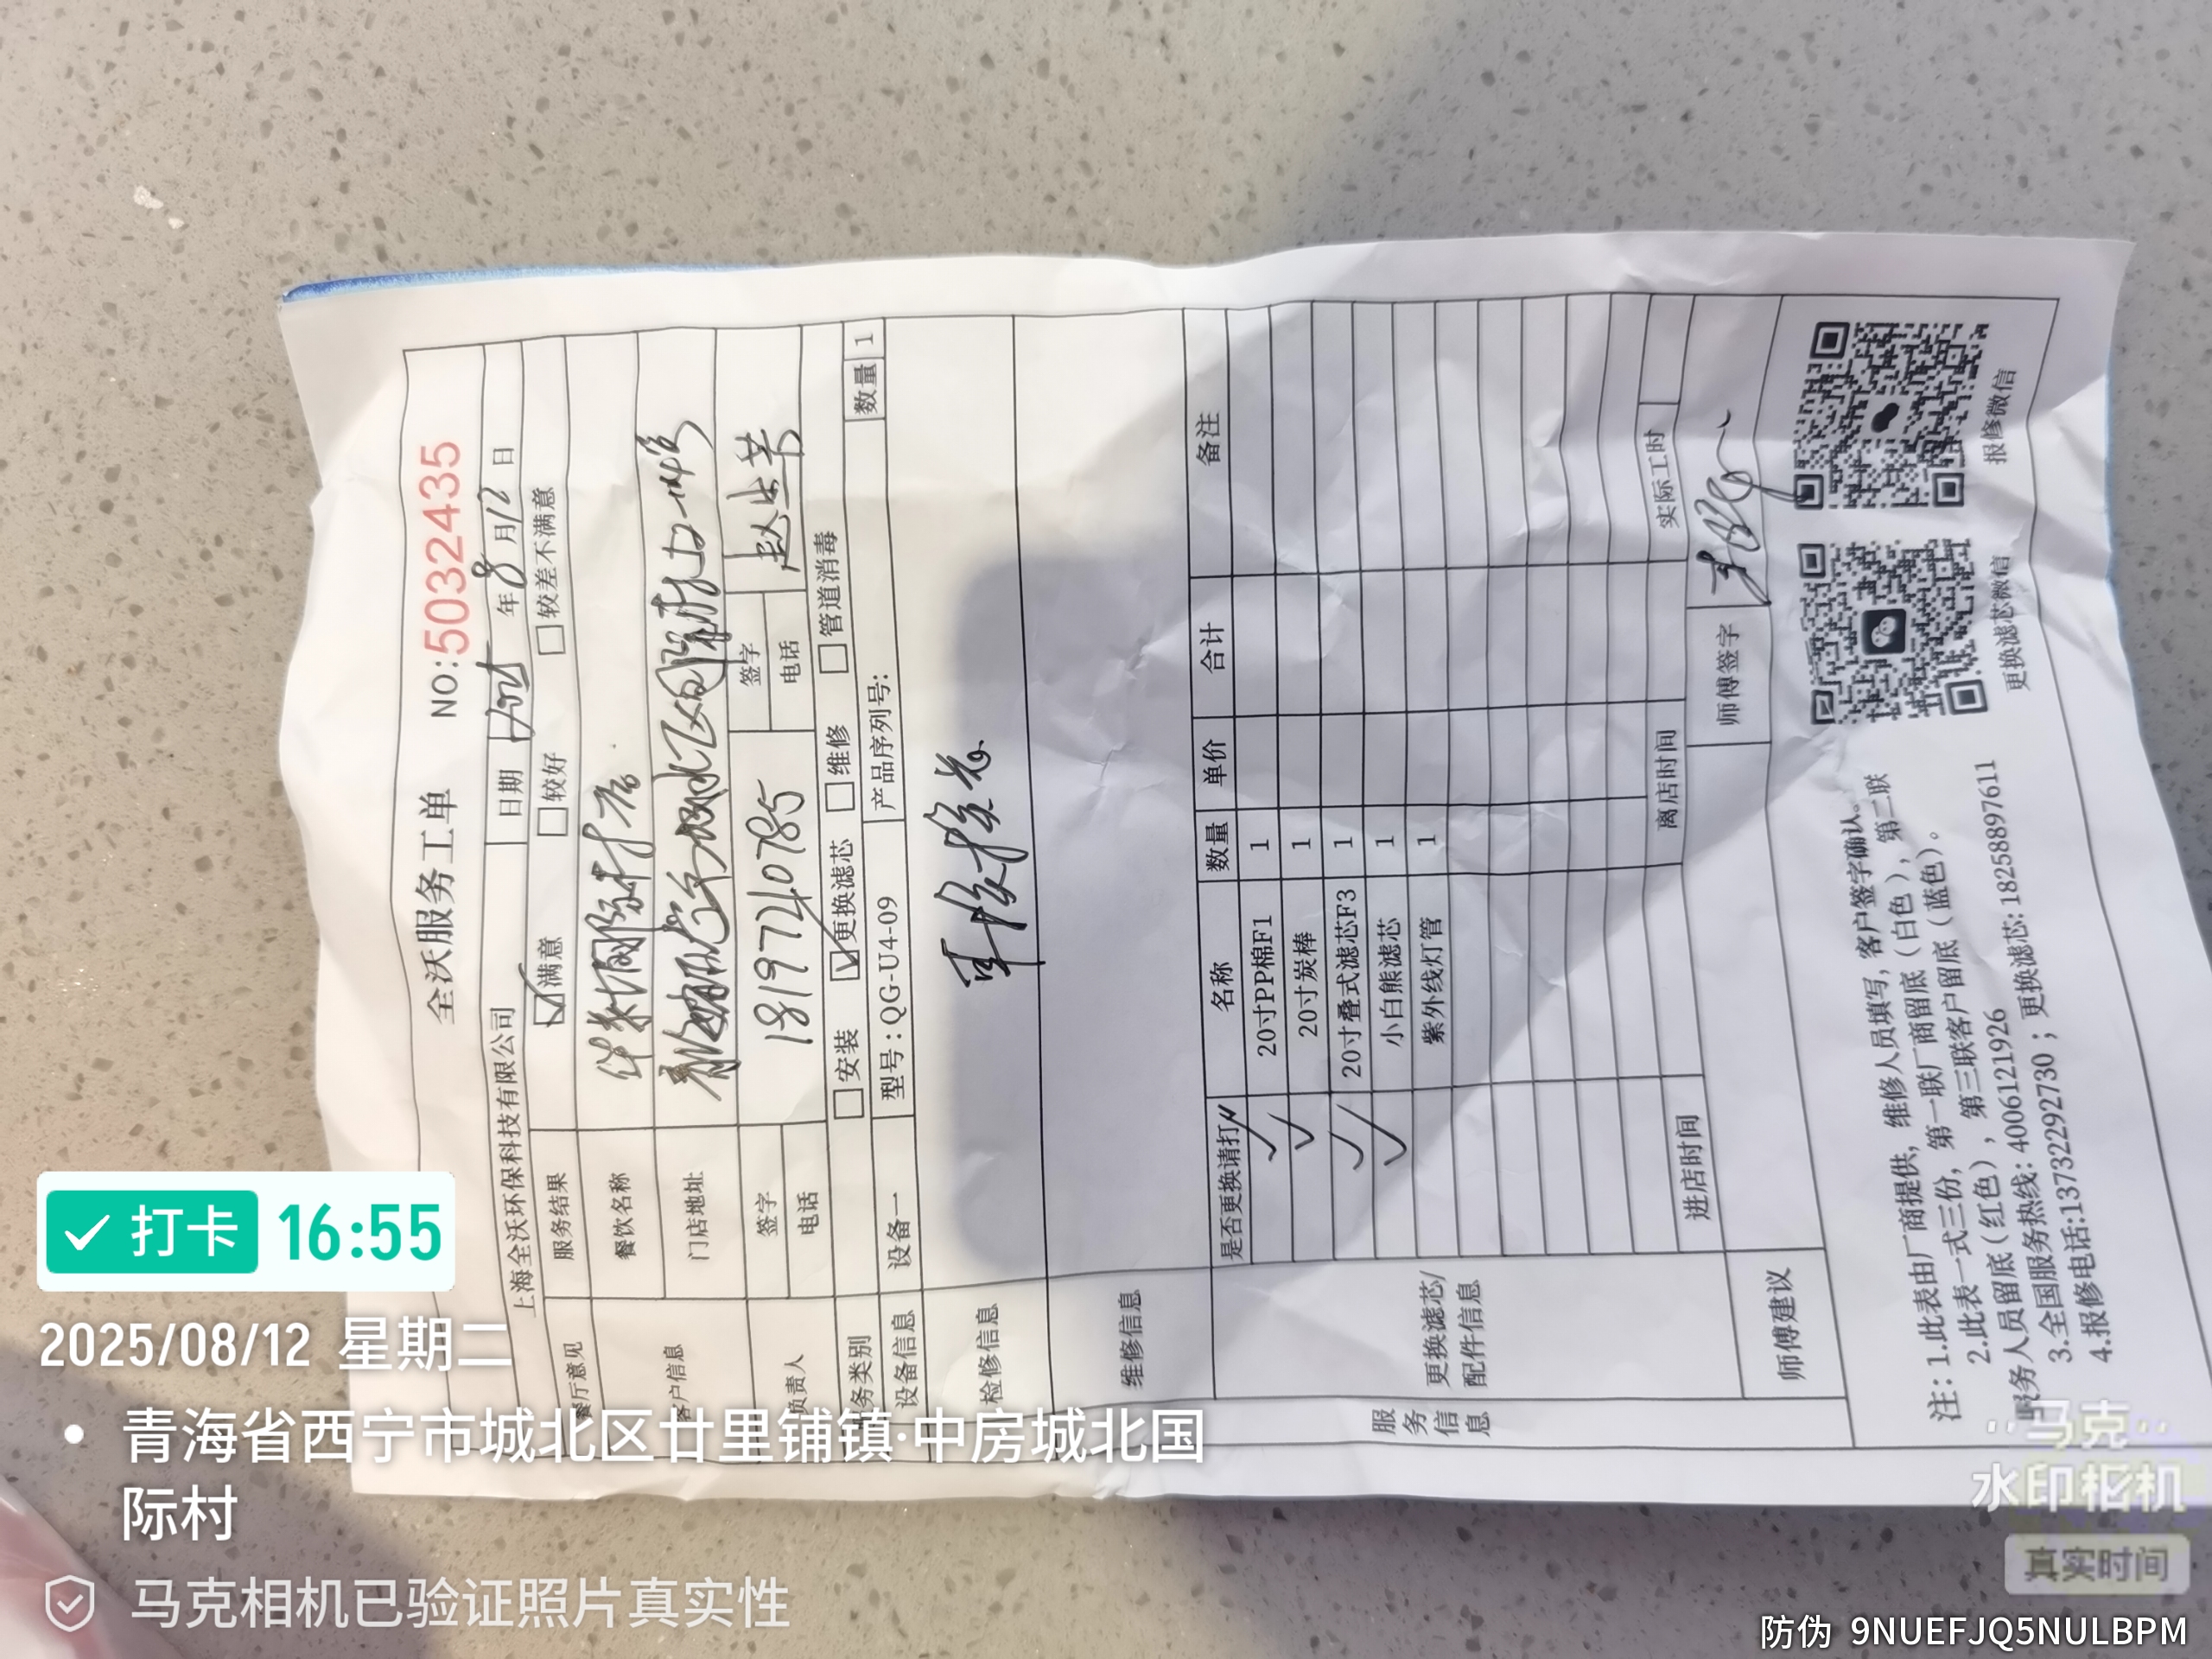 全沃服务工单 NO:5032435
上海全沃环保科技有限公司 日期 2025 年 8 月 12 日
餐厅意见 服务结果 ☑满意 □较好 □较差不满意
客户信息 餐饮名称
门店地址
负责人 签字 签字
电话 18197240785 电话
服务类别 □安装 ☑更换滤芯 □维修 □管道消毒
设备信息 设备一 型号:QG-U4-09 产品序列号: 数量 1
检修信息
维修信息
服务信息
更换滤芯/配件信息
是否更换请打√ 名称 数量 单价 合计 备注
✓ 20寸PP棉F1 1
✓ 20寸炭棒 1
✓ 20寸叠式滤芯F3 1
✓ 小白熊滤芯 1
紫外线灯管 1
进店时间 离店时间 实际工时
师傅建议 师傅签字
注:1.此表由厂商提供,维修人员填写,客户签字确认。
2.此表一式三份,第一联厂商留底(白色),第二联
服务人员留底(红色),第三联客户留底(蓝色)。
3.全国服务热线:4006121926
4.报修电话:13732292730;更换滤芯:18258897611
更换滤芯微信 报修微信
打卡 16:55
2025/08/12 星期二
青海省西宁市城北区廿里铺镇·中房城北国
际村
马克相机已验证照片真实性
马克
水印相机
真实时间
防伪 9NUEFJQ5NULBPM